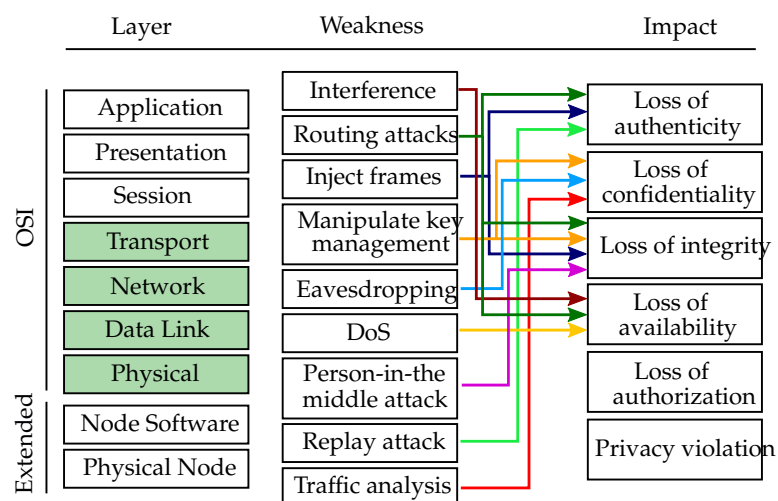 Layer
Weakness
Impact
OSI
Extended
Application
Presentation
Session
Transport
Network
Data Link
Physical
Node Software
Physical Node
Interference
Routing attacks
Inject frames
Manipulate key
management
Eavesdropping
DoS
Person-in-the
middle attack
Replay attack
Traffic analysis
Loss of
authenticity
Loss of
confidentiality
Loss of integrity
Loss of
availability
Loss of
authorization
Privacy violation